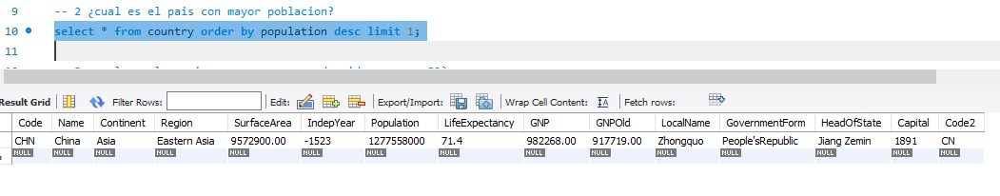 9 -- 2 ¿cual es el pais con mayor poblacion?
10 select * from country order by population desc limit 1;
11
Result Grid Filter Rows: Edit: Export/Import: Wrap Cell Content: Fetch rows:
Code Name Continent Region SurfaceArea IndepYear Population LifeExpectancy GNP GNPOld LocalName GovernmentForm HeadOfState Capital Code2
CHN China Asia Eastern Asia 9572900.00 -1523 1277558000 71.4 982268.00 917719.00 Zhongquo People'sRepublic Jiang Zemin 1891 CN
NULL NULL NULL NULL NULL NULL NULL NULL NULL NULL NULL NULL NULL NULL NULL